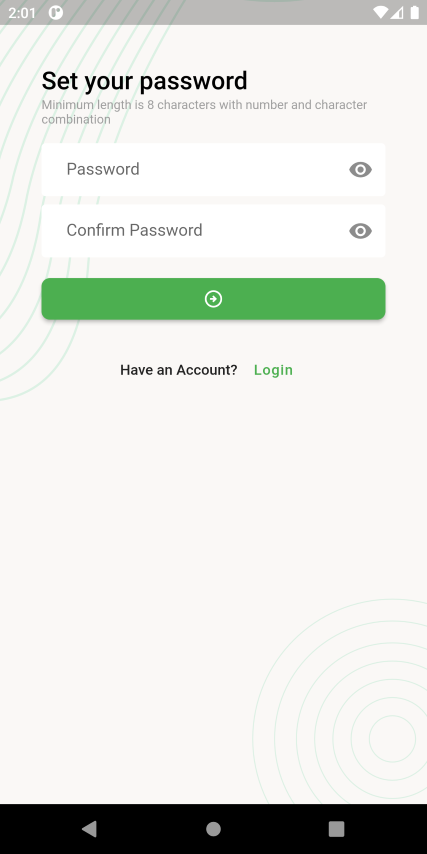 2:01
Set your password
Minimum length is 8 characters with number and character
combination
Password
Confirm Password
Have an Account? Login